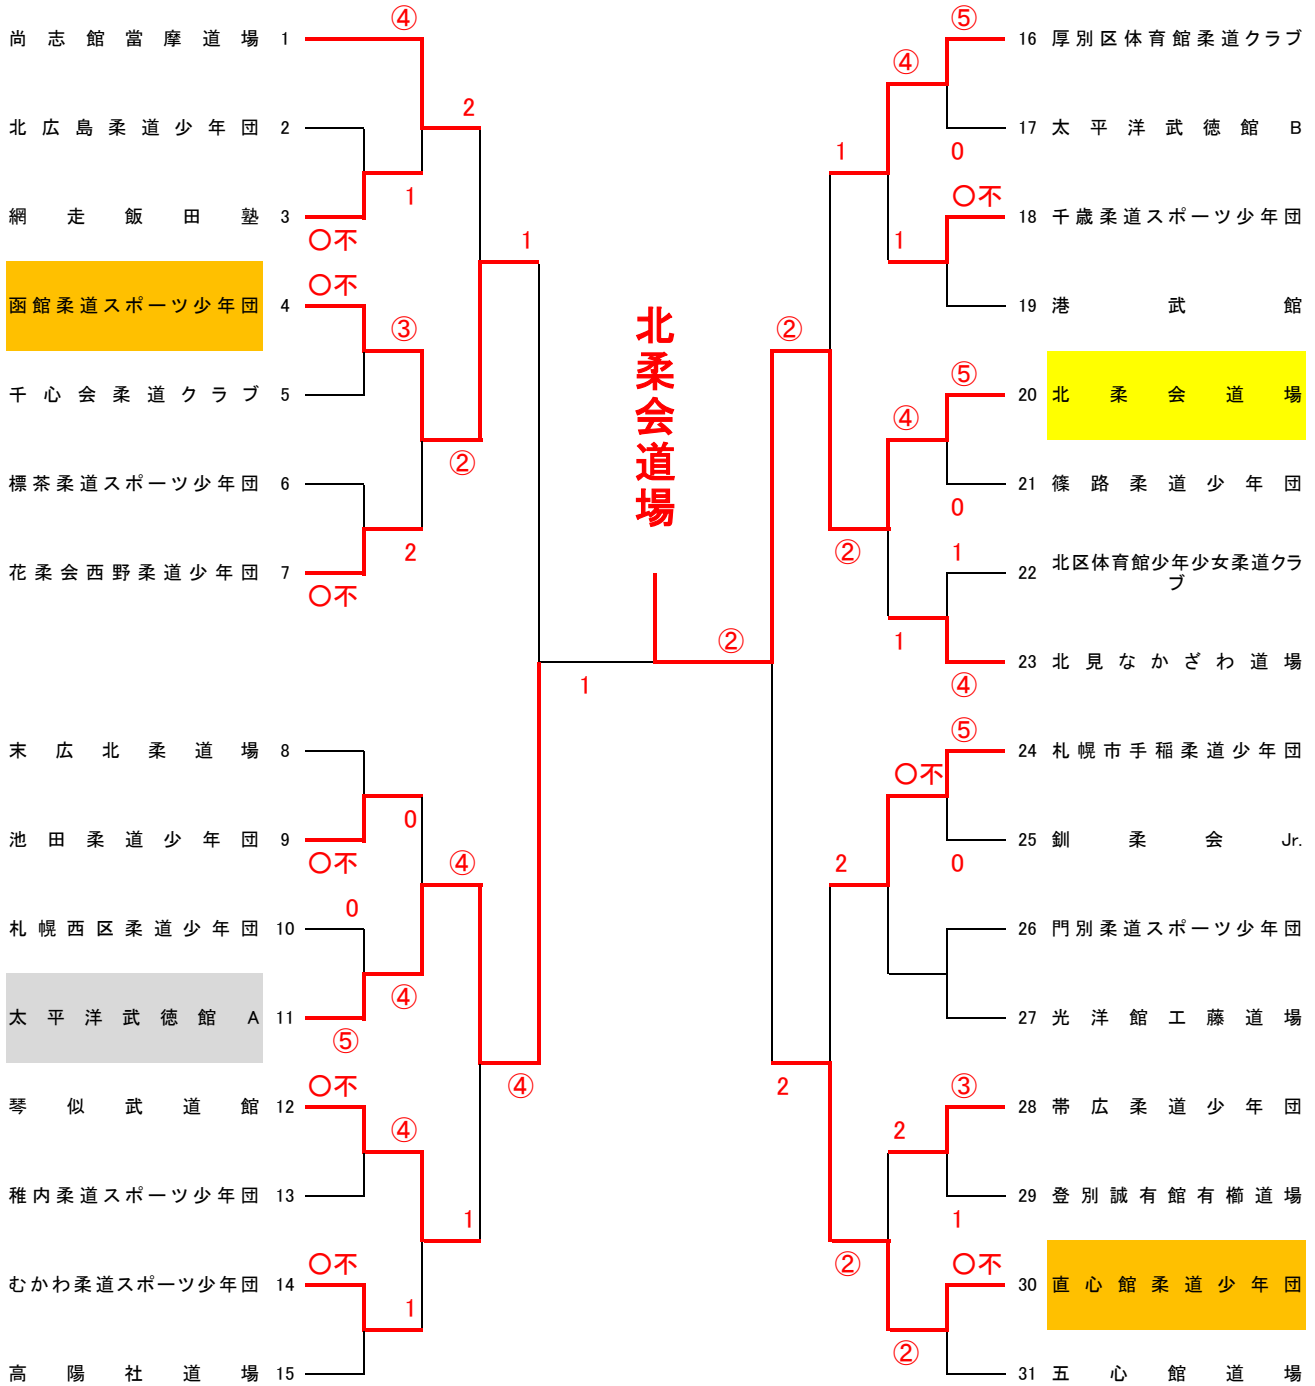 尚志館當摩道場 1 ④
北広島柔道少年団 2
2
1
網走飯田塾 3
〇不
1
函館柔道スポーツ少年団 4 〇不
③
千心会柔道クラブ 5
②
標茶柔道スポーツ少年団 6
2
花柔会西野柔道少年団 7
〇不
末広北柔道場 8
0
池田柔道少年団 9
〇不
④
0
札幌西区柔道少年団 10
④
太平洋武徳館A 11
⑤
④
〇不
琴似武道館 12
④
稚内柔道スポーツ少年団 13
1
〇不
むかわ柔道スポーツ少年団 14
1
高陽社道場 15
北柔会道場
②
1
⑤
16 厚別区体育館柔道クラブ
④
17 太平洋武徳館B
1
0
〇不
18 千歳柔道スポーツ少年団
1
19 港武館
②
⑤
20 北柔会道場
④
21 篠路柔道少年団
0
②
1
22 北区体育館少年少女柔道クラ
ブ
1
23 北見なかざわ道場
④
⑤
24 札幌市手稲柔道少年団
〇不
25 釧柔会Jr.
2
0
26 門別柔道スポーツ少年団
27 光洋館工藤道場
2
③
28 帯広柔道少年団
2
29 登別誠有館有櫛道場
1
②
〇不
30 直心館柔道少年団
②
31 五心館道場